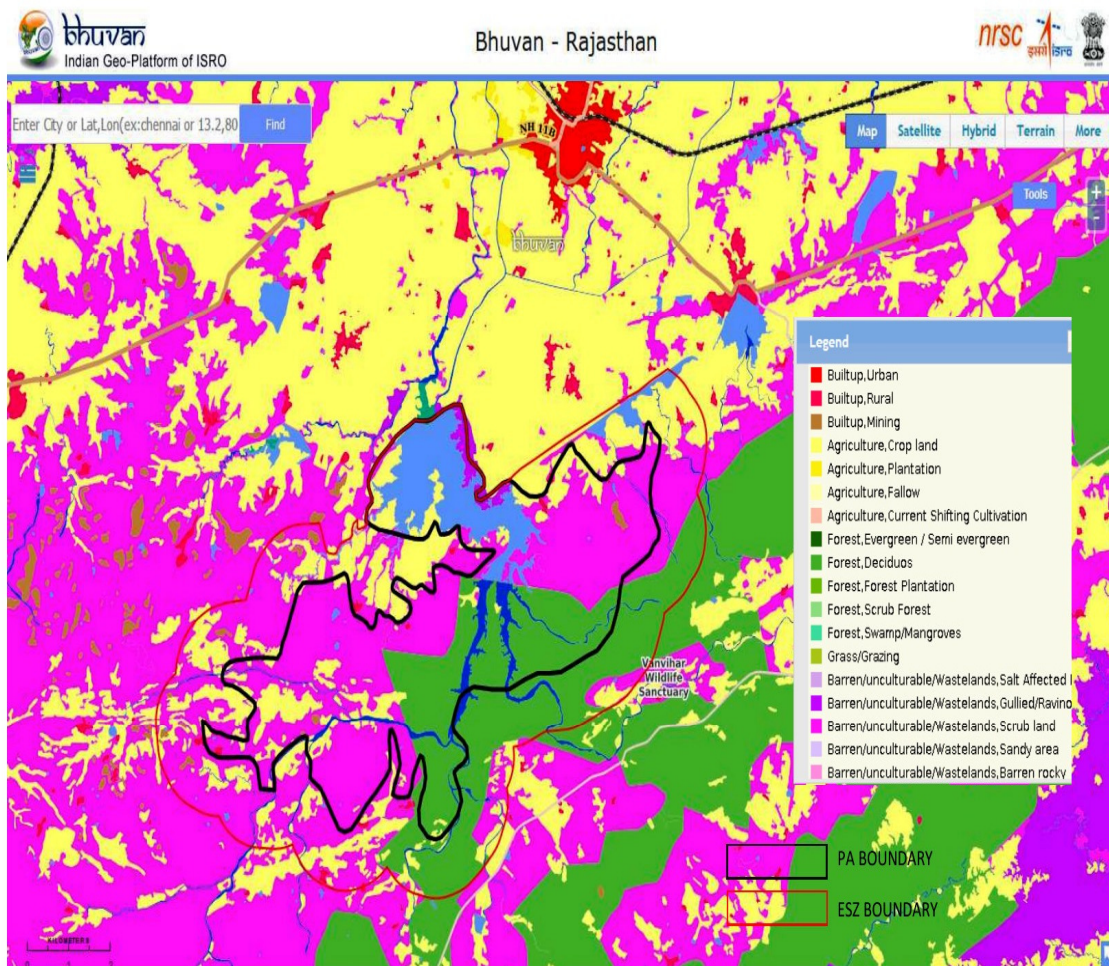 bhuvan
Indian Geo-Platform of ISRO
Bhuvan - Rajasthan
nrsc
इसरो isro
Enter City or Lat,Lon(ex:chennai or 13.2,80
Find
NH 11B
Map
Satellite
Hybrid
Terrain
More
Tools
+
-
bhuvan
Legend
Builtup,Urban
Builtup,Rural
Builtup,Mining
Agriculture,Crop land
Agriculture,Plantation
Agriculture,Fallow
Agriculture,Current Shifting Cultivation
Forest,Evergreen / Semi evergreen
Forest,Deciduos
Forest,Forest Plantation
Forest,Scrub Forest
Forest,Swamp/Mangroves
Grass/Grazing
Barren/unculturable/Wastelands,Salt Affected l
Barren/unculturable/Wastelands,Gullied/Ravino
Barren/unculturable/Wastelands,Scrub land
Barren/unculturable/Wastelands,Sandy area
Barren/unculturable/Wastelands,Barren rocky
Vanvihar
Wildlife
Sanctuary
PA BOUNDARY
ESZ BOUNDARY
KILOMETERS